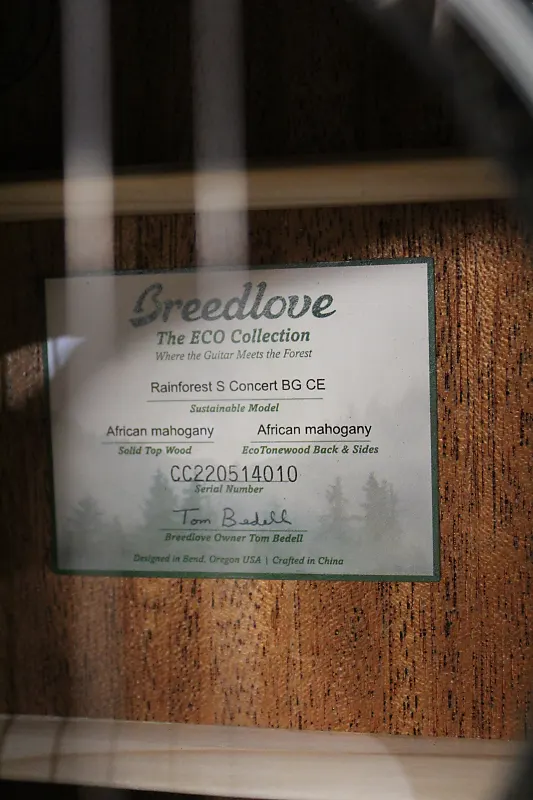 Breedlove
The ECO Collection
Where the Guitar Meets the Forest
Rainforest S Concert BG CE
Sustainable Model
African mahogany African mahogany
Solid Top Wood EcoTonewood Back & Sides
CC220514010
Serial Number
Tom Bedell
Breedlove Owner Tom Bedell
Designed in Bend, Oregon USA | Crafted in China